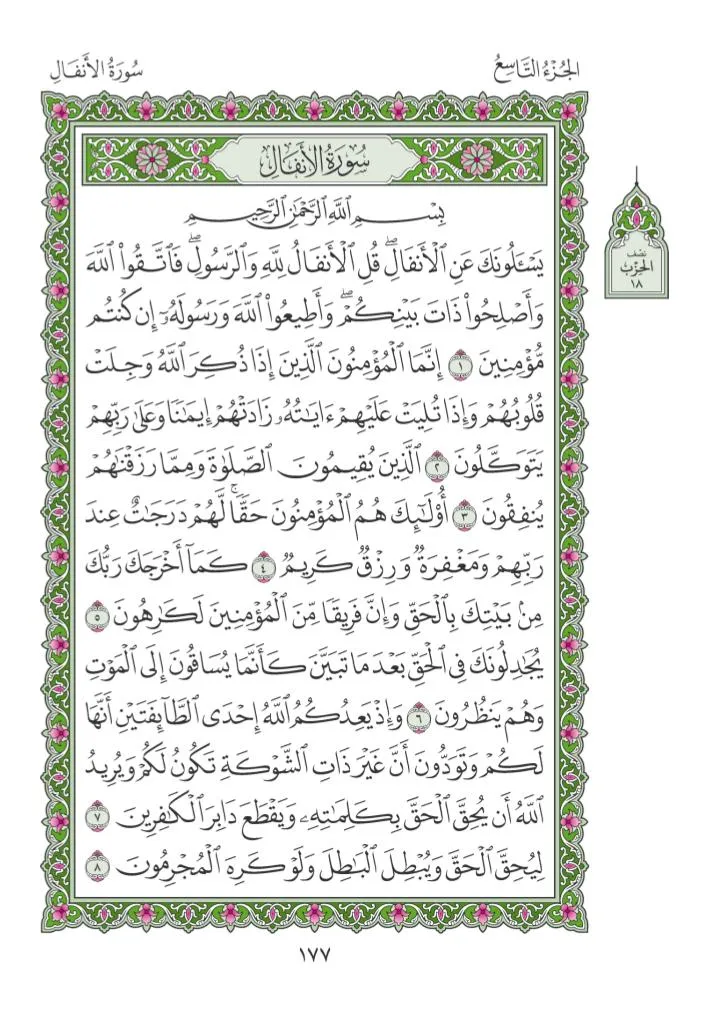 الجُزْءُ التَّاسِعُ
سُورَةُ الأَنفَالِ
سُورَةُ الأَنفَالِ
نصف
الحِزْب
١٨
بِسْمِ ٱللَّهِ ٱلرَّحْمَٰنِ ٱلرَّحِيمِ
يَسْـَٔلُونَكَ عَنِ ٱلْأَنفَالِۖ قُلِ ٱلْأَنفَالُ لِلَّهِ وَٱلرَّسُولِۖ فَٱتَّقُوا۟ ٱللَّهَ
وَأَصْلِحُوا۟ ذَاتَ بَيْنِكُمْۖ وَأَطِيعُوا۟ ٱللَّهَ وَرَسُولَهُۥٓ إِن كُنتُم
مُّؤْمِنِينَ ١ إِنَّمَا ٱلْمُؤْمِنُونَ ٱلَّذِينَ إِذَا ذُكِرَ ٱللَّهُ وَجِلَتْ
قُلُوبُهُمْ وَإِذَا تُلِيَتْ عَلَيْهِمْ ءَايَٰتُهُۥ زَادَتْهُمْ إِيمَٰنًا وَعَلَىٰ رَبِّهِمْ
يَتَوَكَّلُونَ ٢ ٱلَّذِينَ يُقِيمُونَ ٱلصَّلَوٰةَ وَمِمَّا رَزَقْنَٰهُمْ
يُنفِقُونَ ٣ أُو۟لَٰٓئِكَ هُمُ ٱلْمُؤْمِنُونَ حَقًّاۚ لَّهُمْ دَرَجَٰتٌ عِندَ
رَبِّهِمْ وَمَغْفِرَةٌ وَرِزْقٌ كَرِيمٌ ٤ كَمَآ أَخْرَجَكَ رَبُّكَ
مِنۢ بَيْتِكَ بِٱلْحَقِّ وَإِنَّ فَرِيقًا مِّنَ ٱلْمُؤْمِنِينَ لَكَٰرِهُونَ ٥
يُجَٰدِلُونَكَ فِى ٱلْحَقِّ بَعْدَ مَا تَبَيَّنَ كَأَنَّمَا يُسَاقُونَ إِلَى ٱلْمَوْتِ
وَهُمْ يَنظُرُونَ ٦ وَإِذْ يَعِدُكُمُ ٱللَّهُ إِحْدَى ٱلطَّآئِفَتَيْنِ أَنَّهَا
لَكُمْ وَتَوَدُّونَ أَنَّ غَيْرَ ذَاتِ ٱلشَّوْكَةِ تَكُونُ لَكُمْ وَيُرِيدُ
ٱللَّهُ أَن يُحِقَّ ٱلْحَقَّ بِكَلِمَٰتِهِۦ وَيَقْطَعَ دَابِرَ ٱلْكَٰفِرِينَ ٧
لِيُحِقَّ ٱلْحَقَّ وَيُبْطِلَ ٱلْبَٰطِلَ وَلَوْ كَرِهَ ٱلْمُجْرِمُونَ ٨
١٧٧